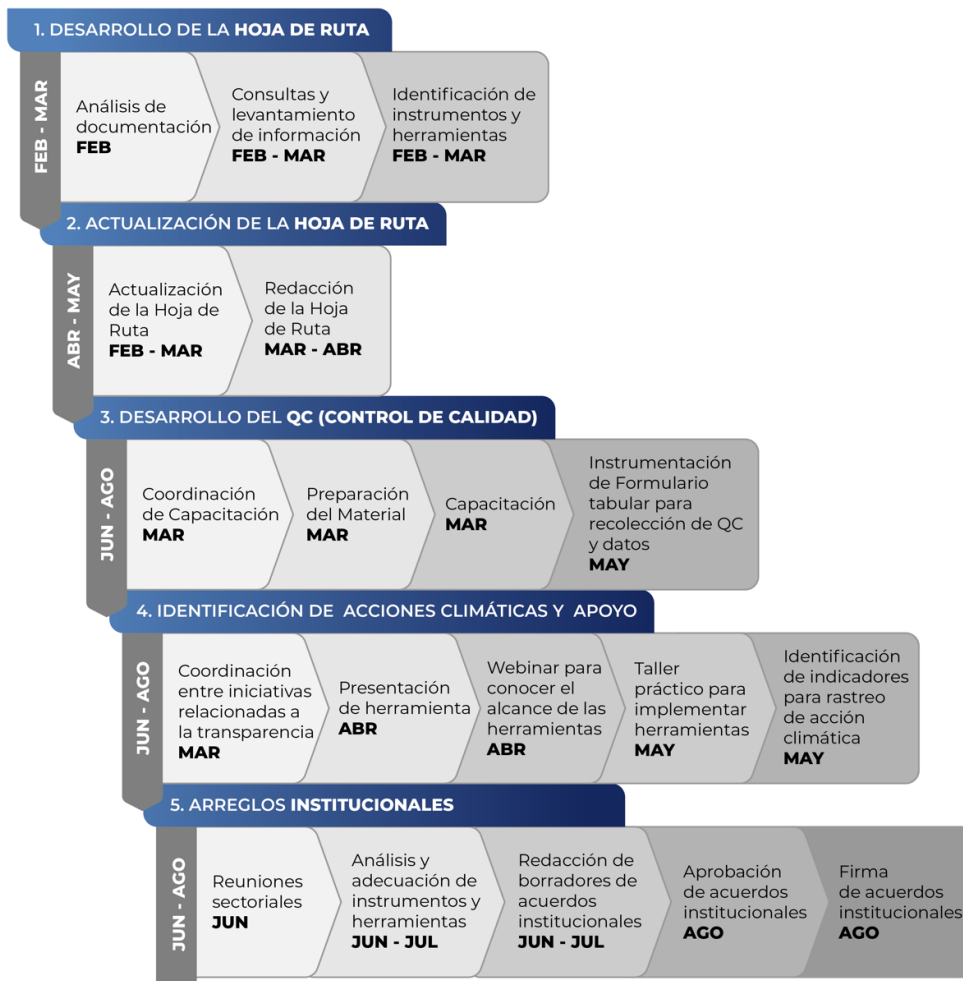 1. DESARROLLO DE LA HOJA DE RUTA
FEB - MAR
Análisis de
documentación
FEB
Consultas y
levantamiento
de información
FEB - MAR
Identificación de
instrumentos y
herramientas
FEB - MAR
2. ACTUALIZACIÓN DE LA HOJA DE RUTA
ABR - MAY
Actualización
de la Hoja de
Ruta
FEB - MAR
Redacción
de la Hoja
de Ruta
MAR - ABR
3. DESARROLLO DEL QC (CONTROL DE CALIDAD)
JUN - AGO
Coordinación
de Capacitación
MAR
Preparación
del Material
MAR
Capacitación
MAR
Instrumentación
de Formulario
tabular para
recolección de QC
y datos
MAY
4. IDENTIFICACIÓN DE ACCIONES CLIMÁTICAS Y APOYO
JUN - AGO
Coordinación
entre iniciativas
relacionadas a
la transparencia
MAR
Presentación
de herramienta
ABR
Webinar para
conocer el
alcance de las
herramientas
ABR
Taller
práctico para
implementar
herramientas
MAY
Identificación
de indicadores
para rastreo
de acción
climática
MAY
5. ARREGLOS INSTITUCIONALES
JUN - AGO
Reuniones
sectoriales
JUN
Análisis y
adecuación de
instrumentos y
herramientas
JUN - JUL
Redacción de
borradores de
acuerdos
institucionales
JUN - JUL
Aprobación
de acuerdos
institucionales
AGO
Firma
de acuerdos
institucionales
AGO